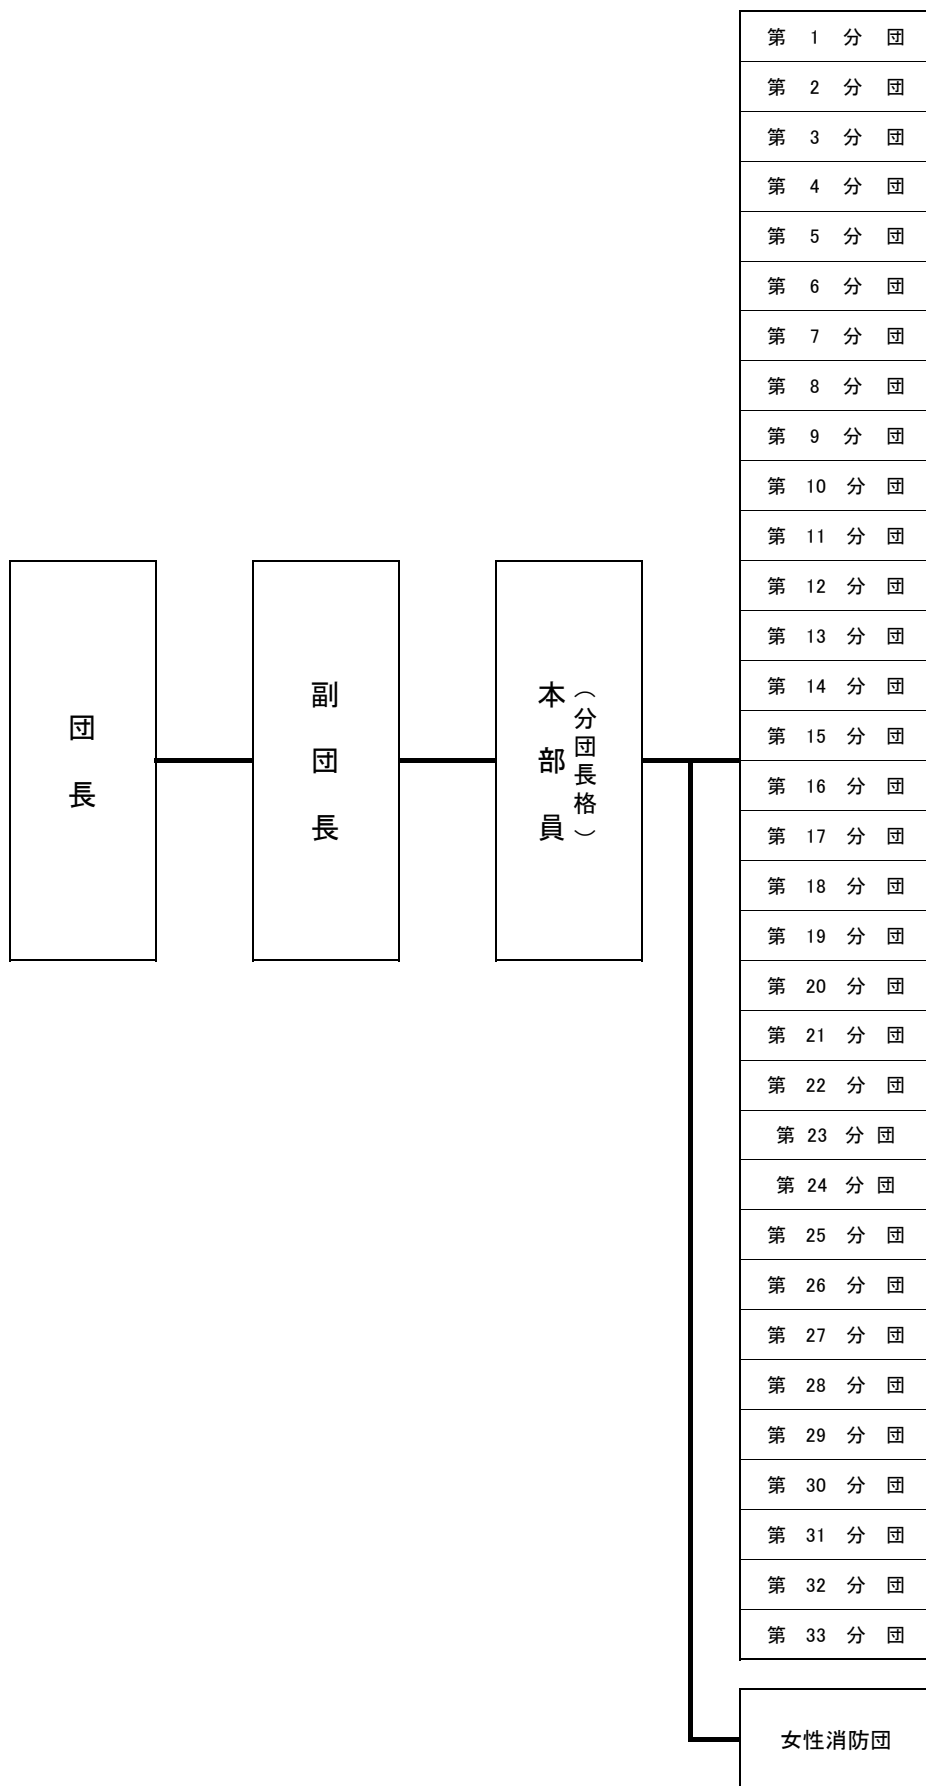 団長
副団長
本部員
（分団長格）
第 1 分 団
第 2 分 団
第 3 分 団
第 4 分 団
第 5 分 団
第 6 分 団
第 7 分 団
第 8 分 団
第 9 分 団
第 10 分 団
第 11 分 団
第 12 分 団
第 13 分 団
第 14 分 団
第 15 分 団
第 16 分 団
第 17 分 団
第 18 分 団
第 19 分 団
第 20 分 団
第 21 分 団
第 22 分 団
第 23 分 団
第 24 分 団
第 25 分 団
第 26 分 団
第 27 分 団
第 28 分 団
第 29 分 団
第 30 分 団
第 31 分 団
第 32 分 団
第 33 分 団
女性消防団